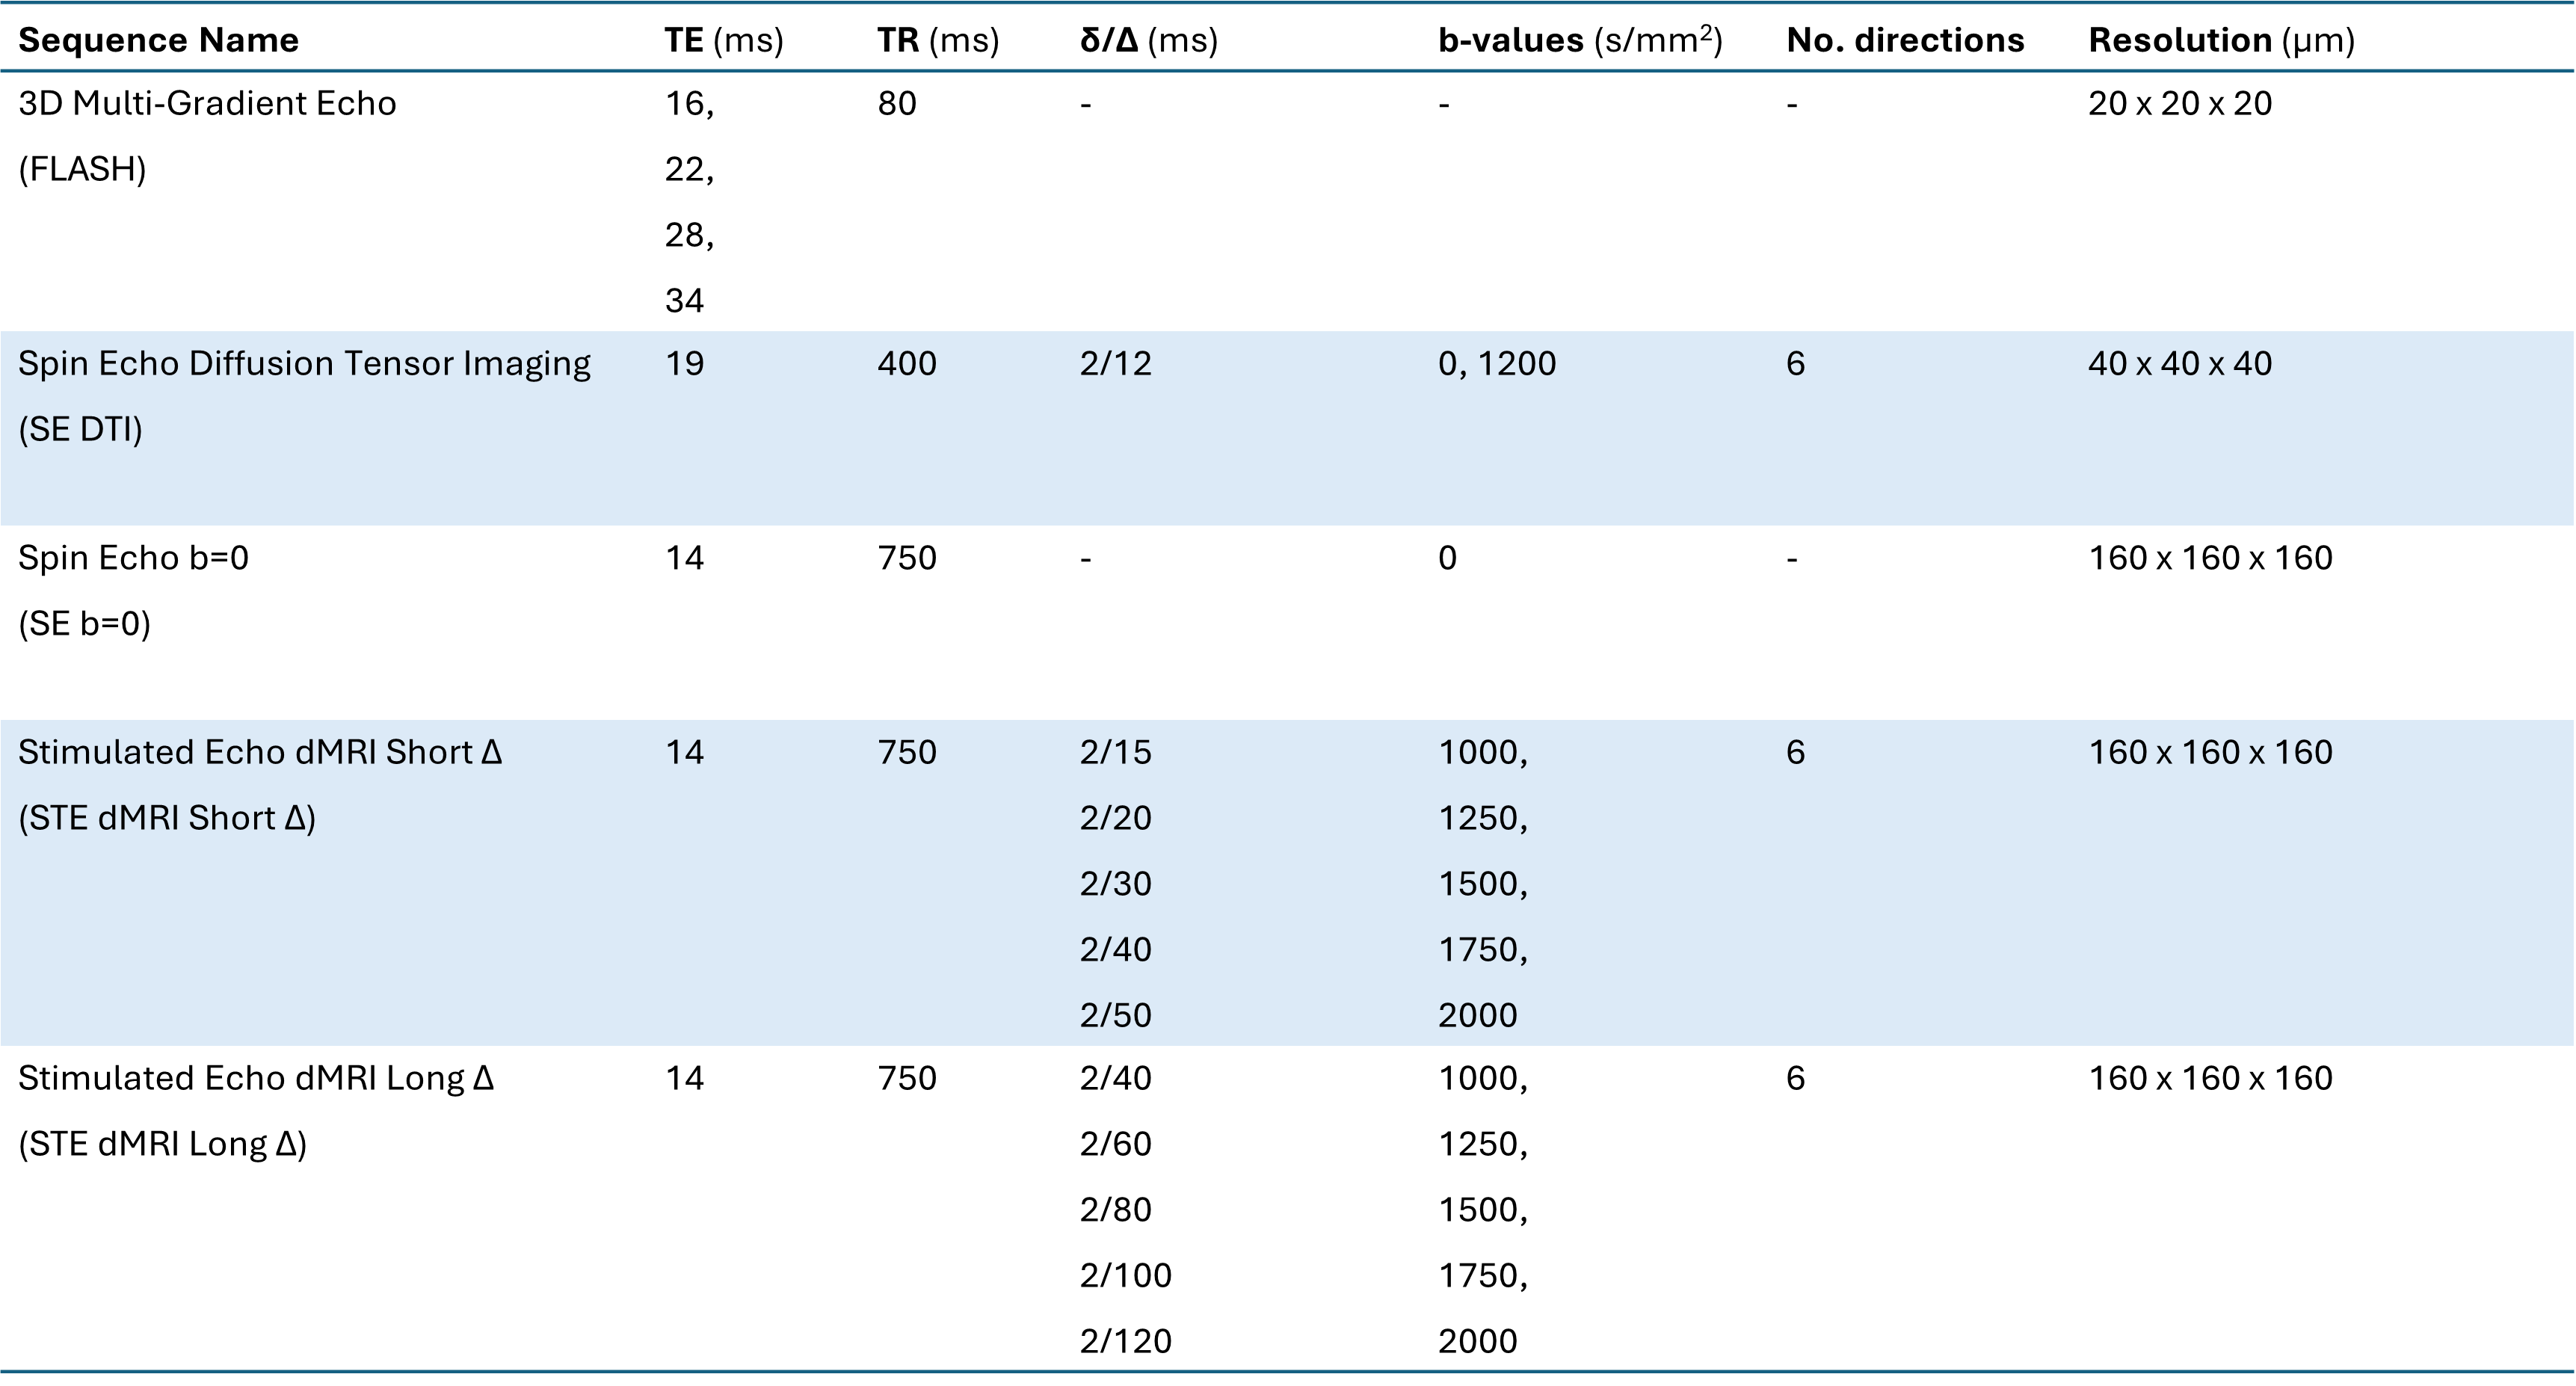 Sequence Name TE (ms) TR (ms) δ/Δ (ms) b-values (s/mm²) No. directions Resolution (µm)
3D Multi-Gradient Echo 16, 80 - - - 20 x 20 x 20
(FLASH) 22,
28,
34
Spin Echo Diffusion Tensor Imaging 19 400 2/12 0, 1200 6 40 x 40 x 40
(SE DTI)
Spin Echo b=0 14 750 - 0 - 160 x 160 x 160
(SE b=0)
Stimulated Echo dMRI Short Δ 14 750 2/15 1000, 6 160 x 160 x 160
(STE dMRI Short Δ) 2/20 1250,
2/30 1500,
2/40 1750,
2/50 2000
Stimulated Echo dMRI Long Δ 14 750 2/40 1000, 6 160 x 160 x 160
(STE dMRI Long Δ) 2/60 1250,
2/80 1500,
2/100 1750,
2/120 2000